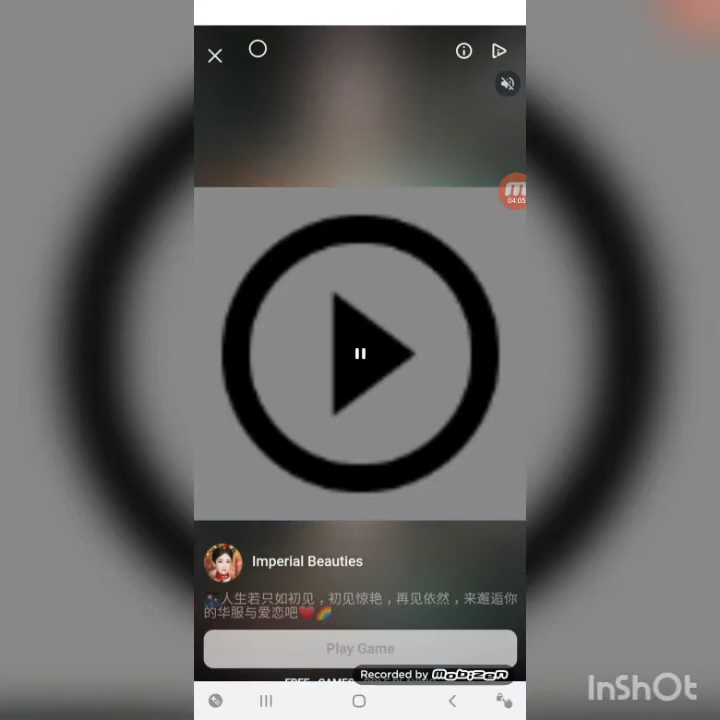 04:05
Imperial Beauties
人生若只如初见，初见惊艳，再见依然，来邂逅你
的华服与爱恋吧❤️🌈
Play Game
Recorded by mobizen
InShOt